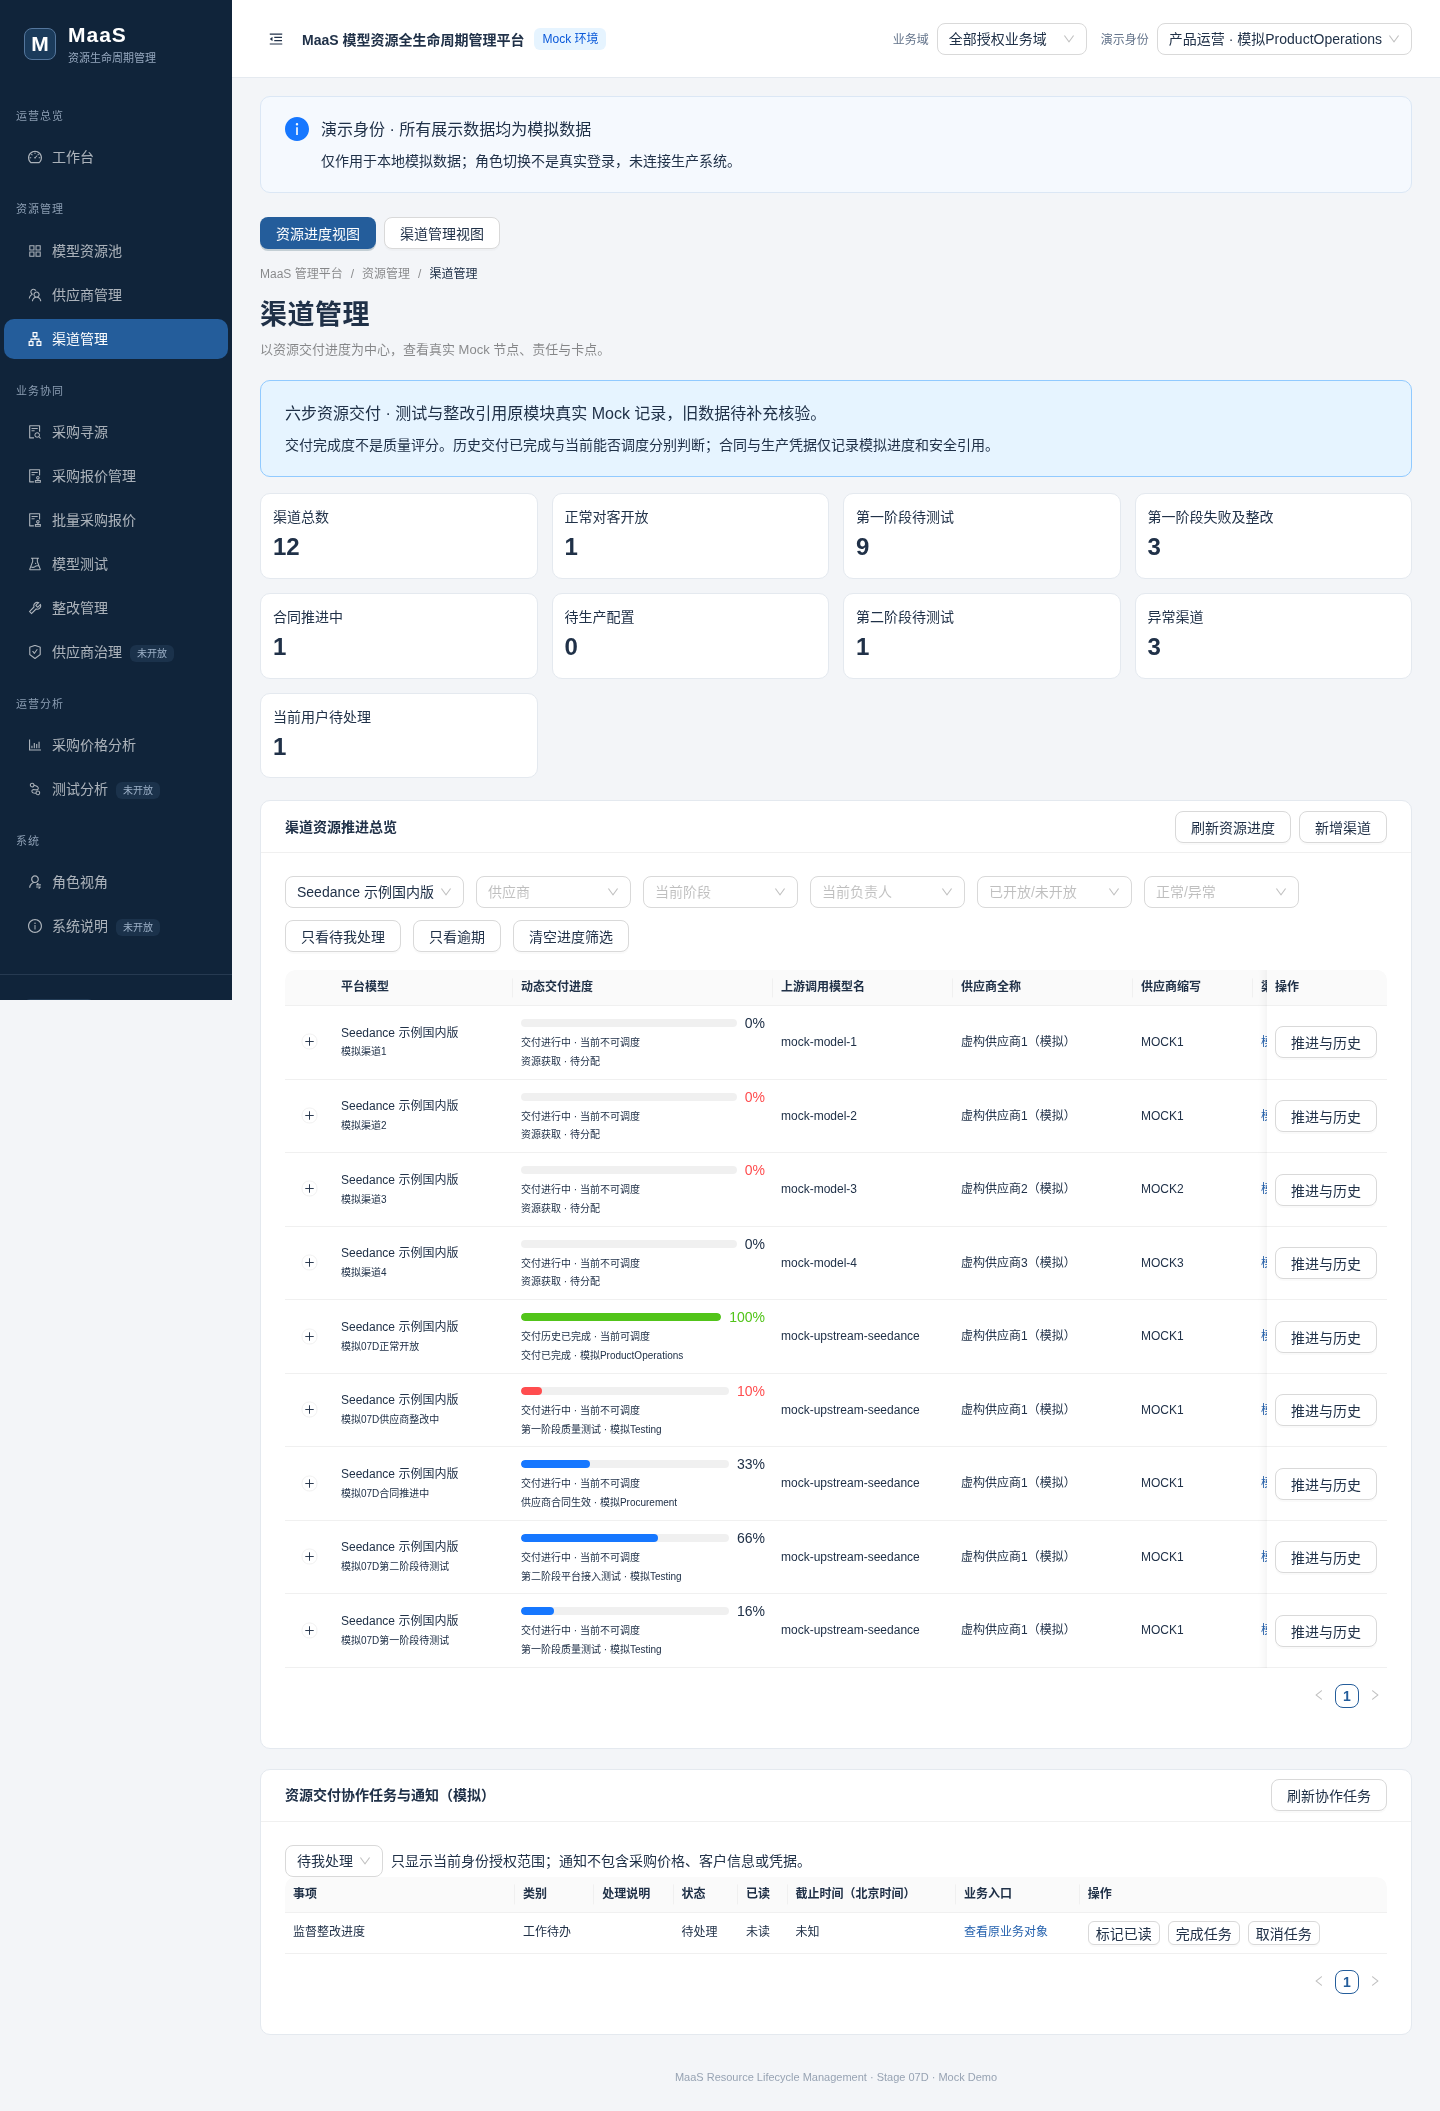 M
MaaS
资源生命周期管理
运营总览
工作台
资源管理
模型资源池
供应商管理
渠道管理
业务协同
采购寻源
采购报价管理
批量采购报价
模型测试
整改管理
供应商治理 未开放
运营分析
采购价格分析
测试分析 未开放
系统
角色视角
系统说明 未开放
MaaS 模型资源全生命周期管理平台 Mock 环境 业务域 全部授权业务域 演示身份 产品运营 · 模拟ProductOperations
演示身份 · 所有展示数据均为模拟数据
仅作用于本地模拟数据；角色切换不是真实登录，未连接生产系统。
资源进度视图 渠道管理视图
MaaS 管理平台 / 资源管理 / 渠道管理
渠道管理
以资源交付进度为中心，查看真实 Mock 节点、责任与卡点。
六步资源交付 · 测试与整改引用原模块真实 Mock 记录，旧数据待补充核验。
交付完成度不是质量评分。历史交付已完成与当前能否调度分别判断；合同与生产凭据仅记录模拟进度和安全引用。
渠道总数 正常对客开放 第一阶段待测试 第一阶段失败及整改
12 1 9 3
合同推进中 待生产配置 第二阶段待测试 异常渠道
1 0 1 3
当前用户待处理
1
渠道资源推进总览 刷新资源进度 新增渠道
Seedance 示例国内版 供应商 当前阶段 当前负责人 已开放/未开放 正常/异常
只看待我处理 只看逾期 清空进度筛选
平台模型 动态交付进度 上游调用模型名 供应商全称 供应商缩写 操作
Seedance 示例国内版 0%
模拟渠道1 交付进行中 · 当前不可调度 mock-model-1 虚构供应商1（模拟） MOCK1 推进与历史
资源获取 · 待分配
Seedance 示例国内版 0%
模拟渠道2 交付进行中 · 当前不可调度 mock-model-2 虚构供应商1（模拟） MOCK1 推进与历史
资源获取 · 待分配
Seedance 示例国内版 0%
模拟渠道3 交付进行中 · 当前不可调度 mock-model-3 虚构供应商2（模拟） MOCK2 推进与历史
资源获取 · 待分配
Seedance 示例国内版 0%
模拟渠道4 交付进行中 · 当前不可调度 mock-model-4 虚构供应商3（模拟） MOCK3 推进与历史
资源获取 · 待分配
Seedance 示例国内版 100%
模拟07D正常开放 交付历史已完成 · 当前可调度 mock-upstream-seedance 虚构供应商1（模拟） MOCK1 推进与历史
交付已完成 · 模拟ProductOperations
Seedance 示例国内版 10%
模拟07D供应商整改中 交付进行中 · 当前不可调度 mock-upstream-seedance 虚构供应商1（模拟） MOCK1 推进与历史
第一阶段质量测试 · 模拟Testing
Seedance 示例国内版 33%
模拟07D合同推进中 交付进行中 · 当前不可调度 mock-upstream-seedance 虚构供应商1（模拟） MOCK1 推进与历史
供应商合同生效 · 模拟Procurement
Seedance 示例国内版 66%
模拟07D第二阶段待测试 交付进行中 · 当前不可调度 mock-upstream-seedance 虚构供应商1（模拟） MOCK1 推进与历史
第二阶段平台接入测试 · 模拟Testing
Seedance 示例国内版 16%
模拟07D第一阶段待测试 交付进行中 · 当前不可调度 mock-upstream-seedance 虚构供应商1（模拟） MOCK1 推进与历史
第一阶段质量测试 · 模拟Testing
1
资源交付协作任务与通知（模拟） 刷新协作任务
待我处理 只显示当前身份授权范围；通知不包含采购价格、客户信息或凭据。
事项 类别 处理说明 状态 已读 截止时间（北京时间） 业务入口 操作
监督整改进度 工作待办 待处理 未读 未知 查看原业务对象 标记已读 完成任务 取消任务
1
MaaS Resource Lifecycle Management · Stage 07D · Mock Demo